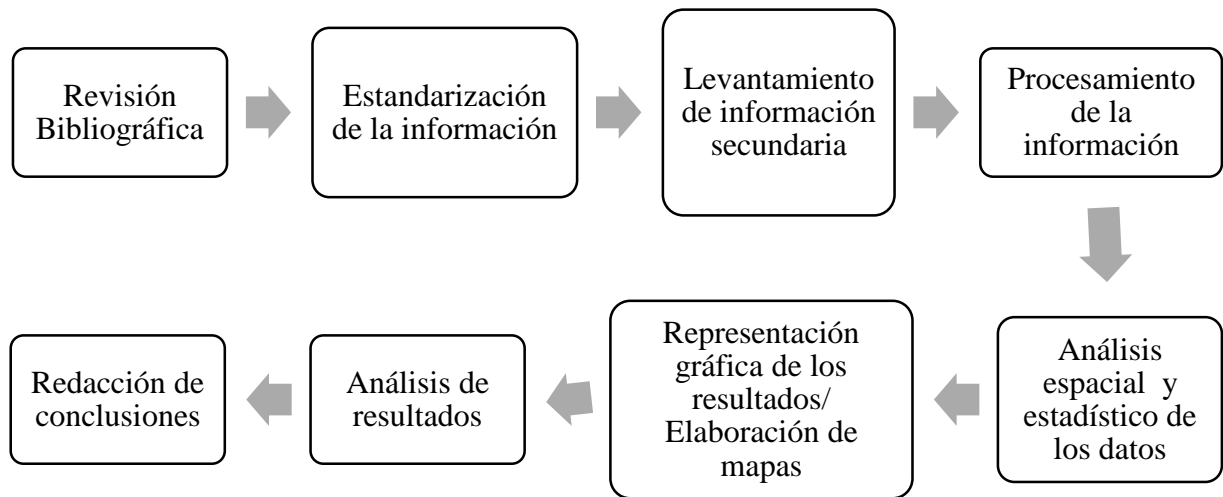 Revisión
Bibliográfica
Estandarización
de la información
Levantamiento
de información
secundaria
Procesamiento
de la
información
Análisis
espacial y
estadístico de
los datos
Representación
gráfica de los
resultados/
Elaboración de
mapas
Análisis de
resultados
Redacción de
conclusiones